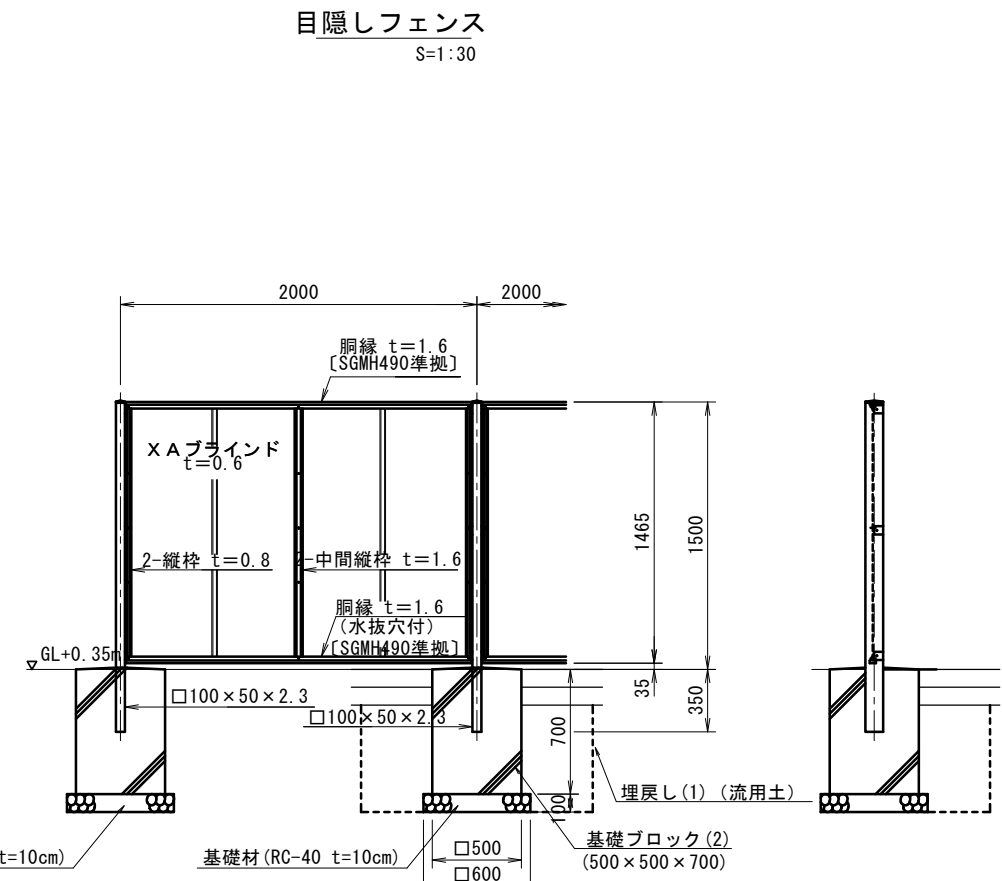 目隠しフェンス
S=1:30
2000
2000
胴縁 t=1.6
〔SGMH490準拠〕
XAブラインド
t=0.6
1465
1500
2-縦枠 t=0.8
2-中間縦枠 t=1.6
胴縁 t=1.6
(水抜穴付)
〔SGMH490準拠〕
GL+0.35m
□100×50×2.3
□100×50×2.3
35
350
700
100
埋戻し(1)(流用土)
t=10cm)
基礎材(RC-40 t=10cm)
□500
□600
基礎ブロック(2)
(500×500×700)